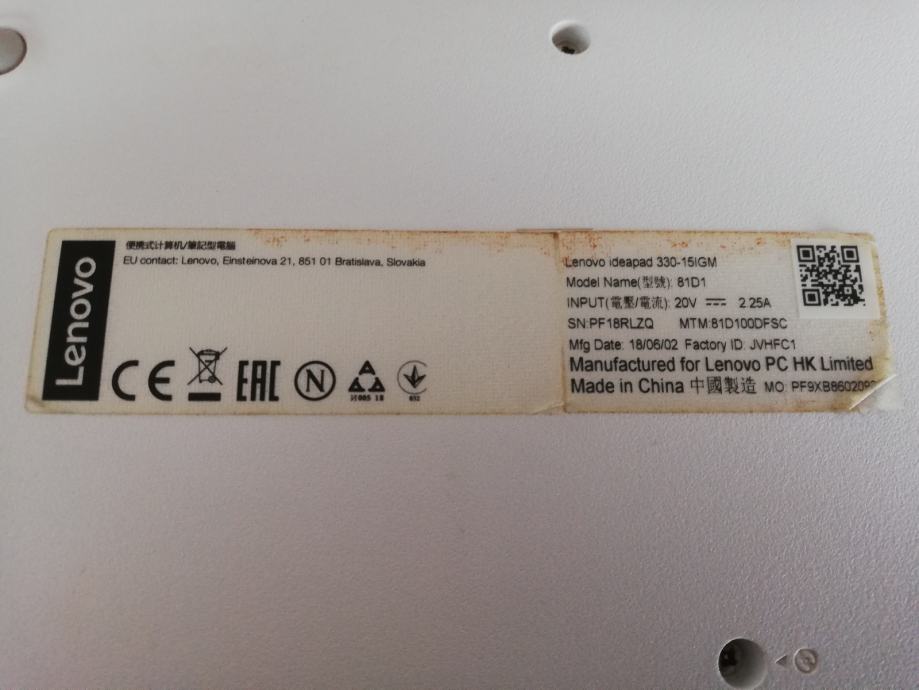 Lenovo
便携式计算机/筆記型電腦
EU contact: Lenovo, Einsteinova 21, 851 01 Bratislava, Slovakia
CE EAC N
032
Lenovo ideapad 330-15IGM
Model Name(型號): 81D1
INPUT(電壓/電流): 20V ⎓ 2.25A
SN:PF18RLZQ MTM:81D100DFSC
Mfg Date: 18/06/02 Factory ID: JVHFC1
Manufactured for Lenovo PC HK Limited
Made in China 中國製造 MO: PF9XB860209